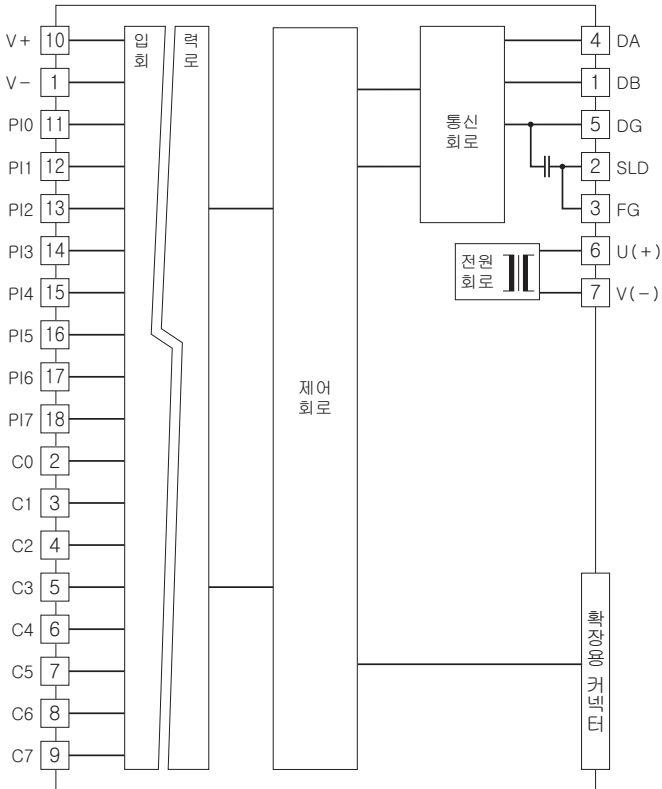 V+ 10
V− 1
PI0 11
PI1 12
PI2 13
PI3 14
PI4 15
PI5 16
PI6 17
PI7 18
C0 2
C1 3
C2 4
C3 5
C4 6
C5 7
C6 8
C7 9
입 력
회 로
제어
회로
통신
회로
전원
회로
4 DA
1 DB
5 DG
2 SLD
3 FG
6 U(+)
7 V(−)
확장용 커넥터